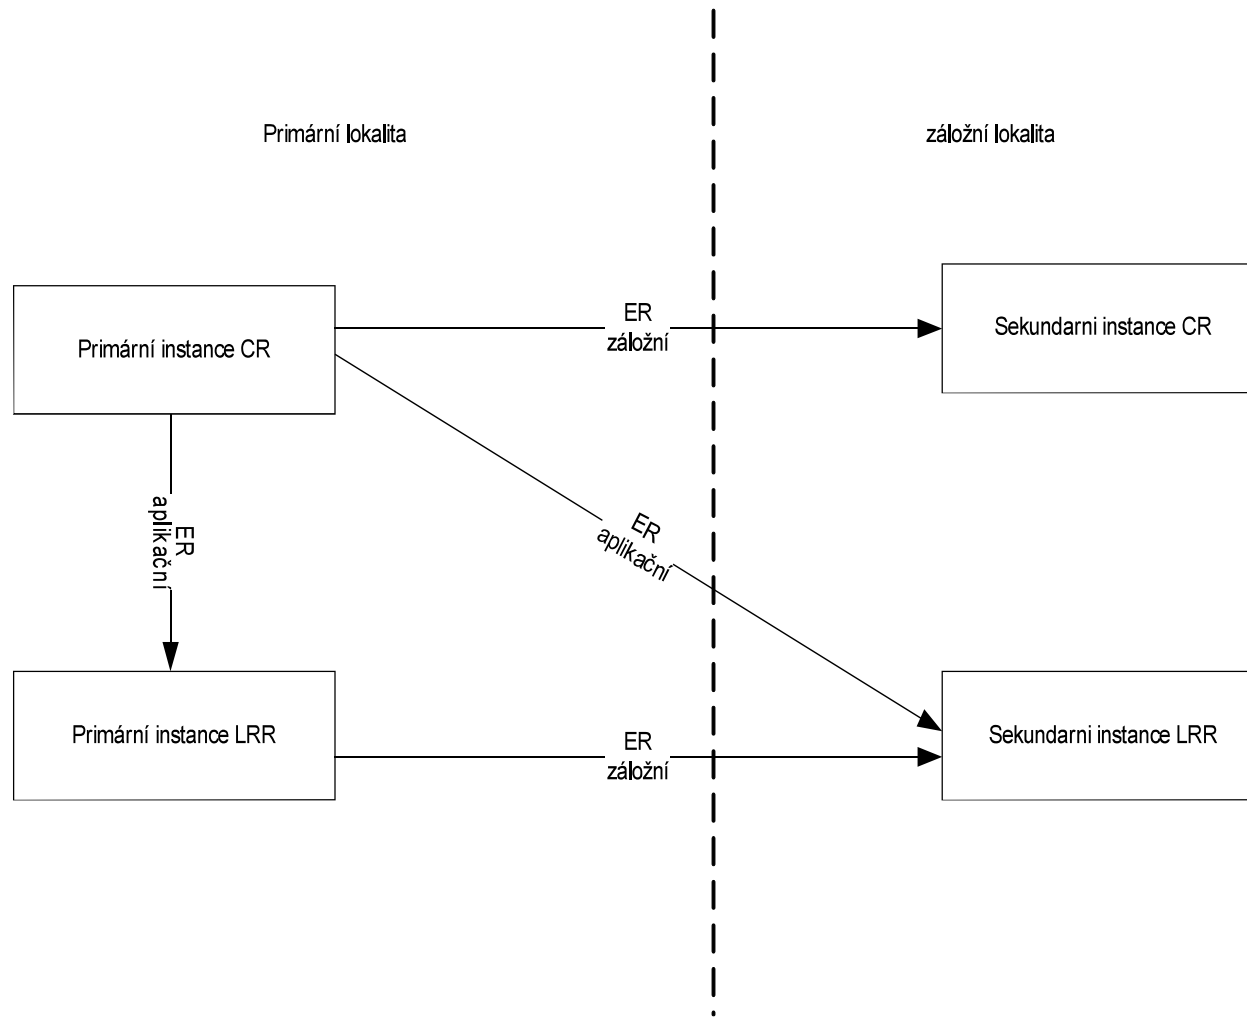 Primární lokalita
záložní lokalita
Primární instance CR
ER
záložní
Sekundarni instance CR
ER
aplikační
ER
aplikační
Primární instance LRR
ER
záložní
Sekundarni instance LRR